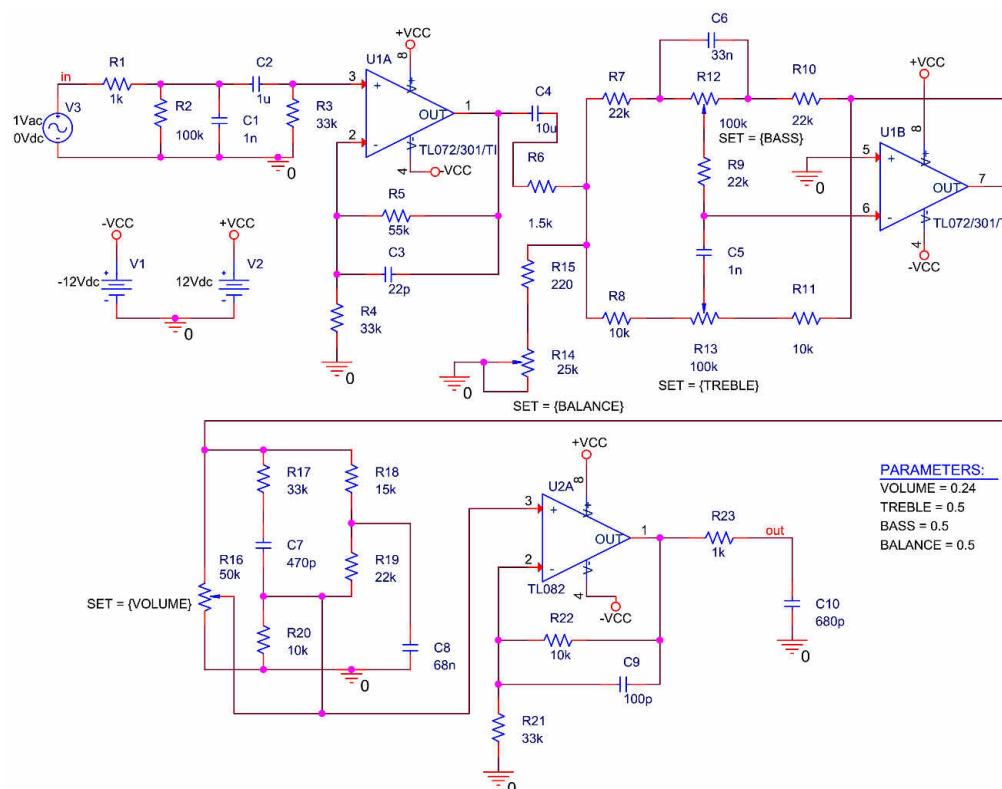 in
V3
1Vac
0Vdc
R1
1k
R2
100k
C1
1n
C2
1u
R3
33k
0
+VCC
U1A
8
3
+
V+
OUT
1
2
-
V-
TL072/301/TI
4
-VCC
R5
55k
C3
22p
R4
33k
0
C4
10u
R6
1.5k
-VCC
V1
-12Vdc
+VCC
V2
12Vdc
0
R15
220
R14
25k
0
SET = {BALANCE}
C6
33n
R7
22k
R12
100k
SET = {BASS}
R10
22k
R9
22k
C5
1n
R8
10k
R13
100k
SET = {TREBLE}
R11
10k
0
+VCC
U1B
8
5
+
V+
OUT
7
6
-
V-
TL072/301/T
4
-VCC
R17
33k
R18
15k
C7
470p
R19
22k
R16
50k
SET = {VOLUME}
R20
10k
C8
68n
0
+VCC
U2A
8
3
+
V+
OUT
1
2
-
V-
TL082
4
-VCC
R22
10k
C9
100p
R21
33k
0
R23
1k
out
C10
680p
0
PARAMETERS:
VOLUME = 0.24
TREBLE = 0.5
BASS = 0.5
BALANCE = 0.5